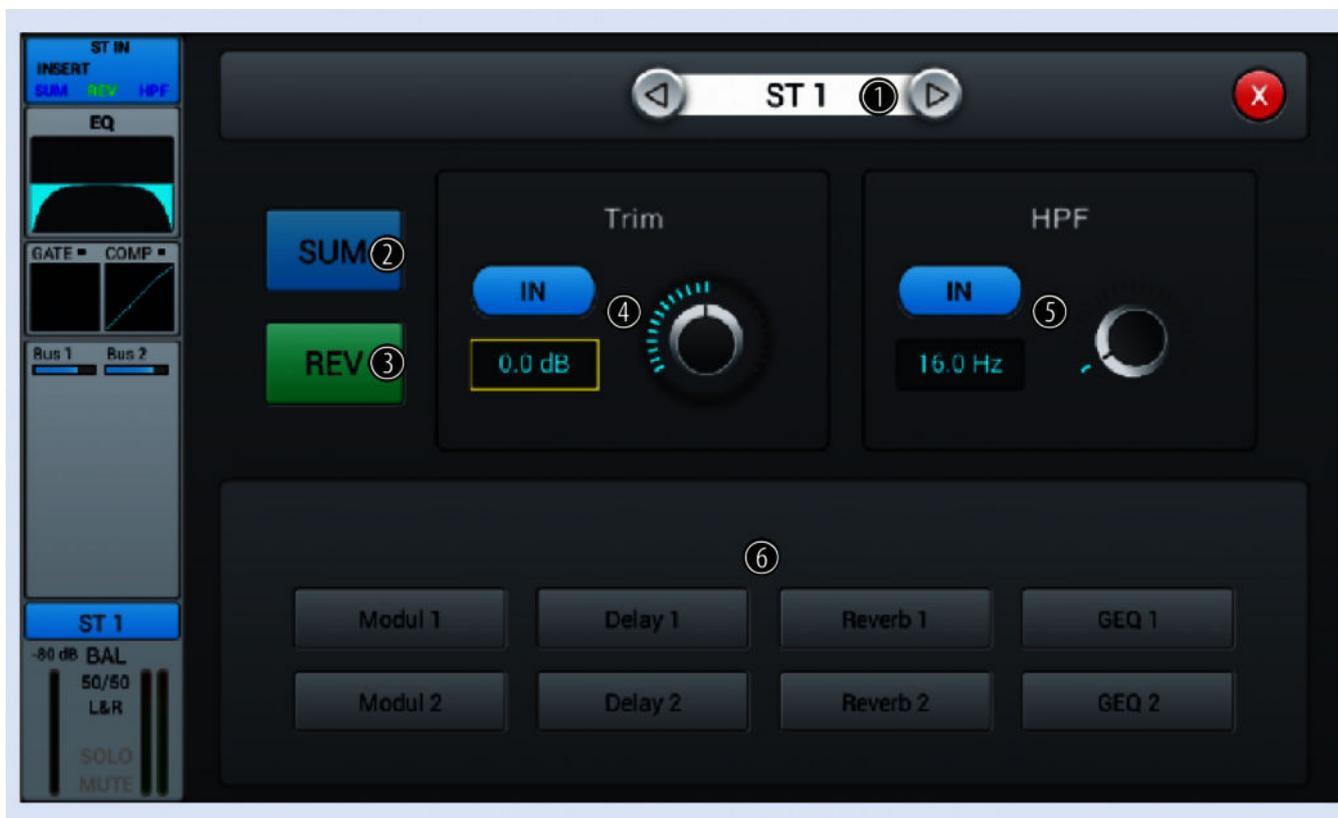 ST IN
INSERT
SUM REV HPF
EQ
GATE COMP
Bus 1 Bus 2
ST 1
-80 dB BAL
50/50
L&R
SOLO
MUTE
ST 1 ①
X
SUM ②
REV ③
Trim
IN
④
0.0 dB
HPF
IN
⑤
16.0 Hz
⑥
Modul 1 Delay 1 Reverb 1 GEQ 1
Modul 2 Delay 2 Reverb 2 GEQ 2